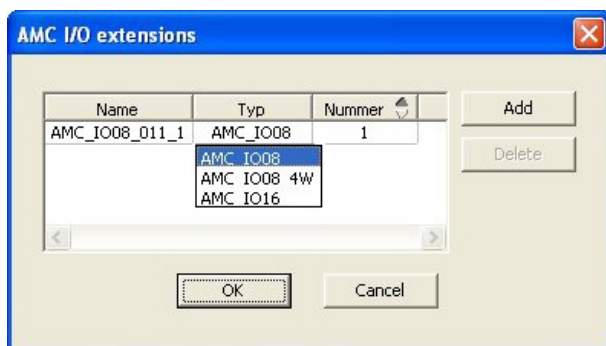 AMC I/O extensions
Name Typ Nummer
AMC_IO08_011_1 AMC_IO08 1
AMC_IO08
AMC_IO08_4W
AMC_IO16
Add
Delete
OK Cancel